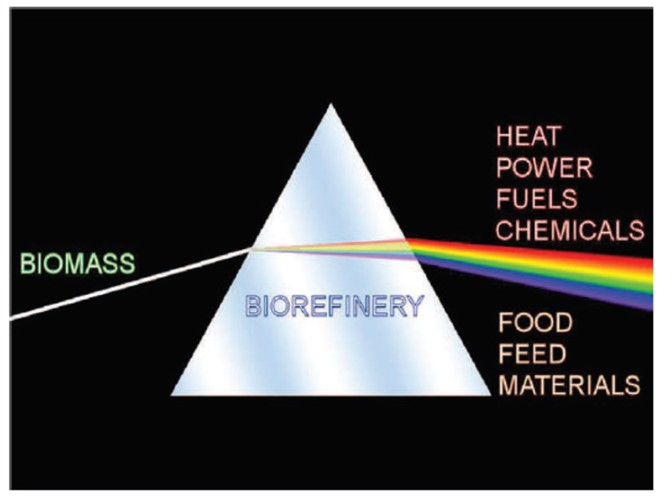 BIOMASS
BIOREFINERY
HEAT
POWER
FUELS
CHEMICALS
FOOD
FEED
MATERIALS